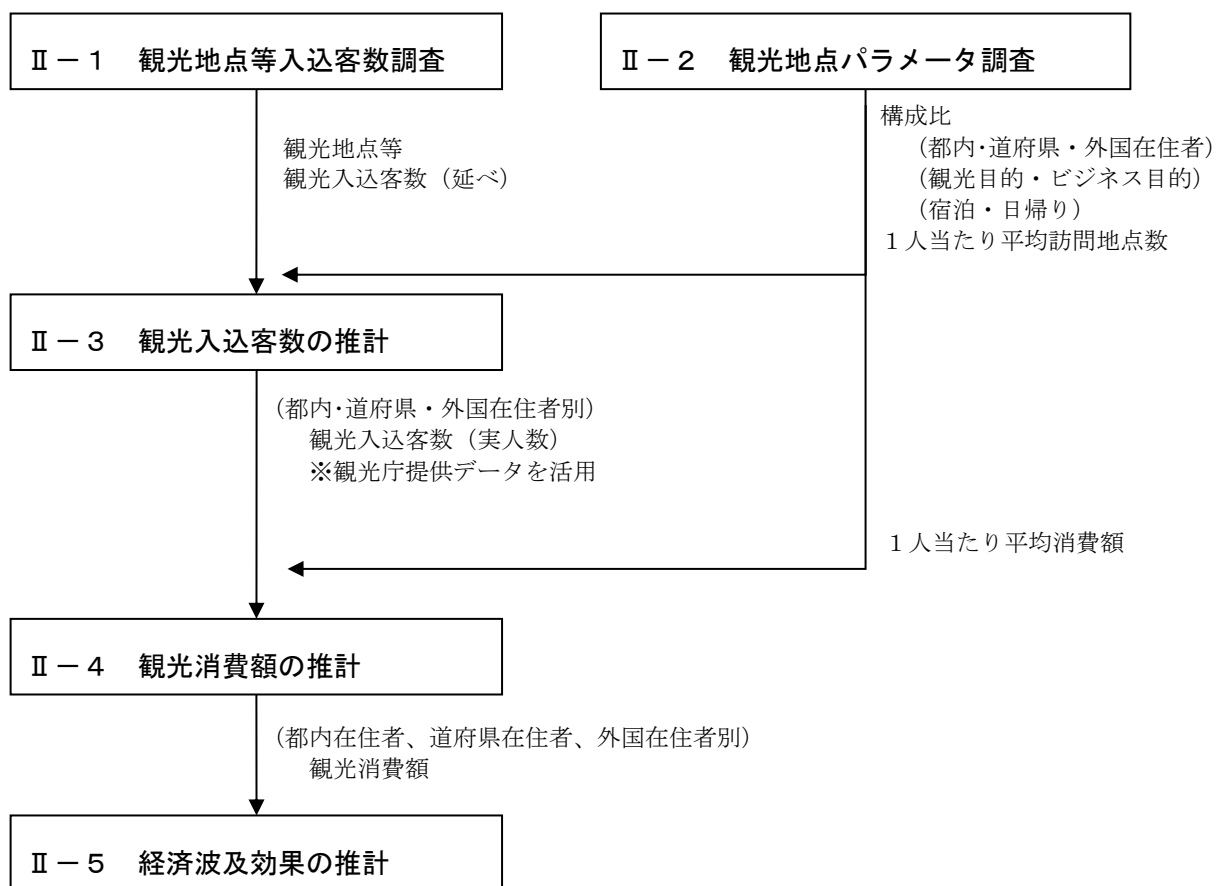 Ⅱ－１　観光地点等入込客数調査
Ⅱ－２　観光地点パラメータ調査
観光地点等
観光入込客数（延べ）
構成比
（都内･道府県・外国在住者）
（観光目的・ビジネス目的）
（宿泊・日帰り）
１人当たり平均訪問地点数
Ⅱ－３　観光入込客数の推計
（都内･道府県・外国在住者別）
観光入込客数（実人数）
※観光庁提供データを活用
１人当たり平均消費額
Ⅱ－４　観光消費額の推計
（都内在住者、道府県在住者、外国在住者別）
観光消費額
Ⅱ－５　経済波及効果の推計